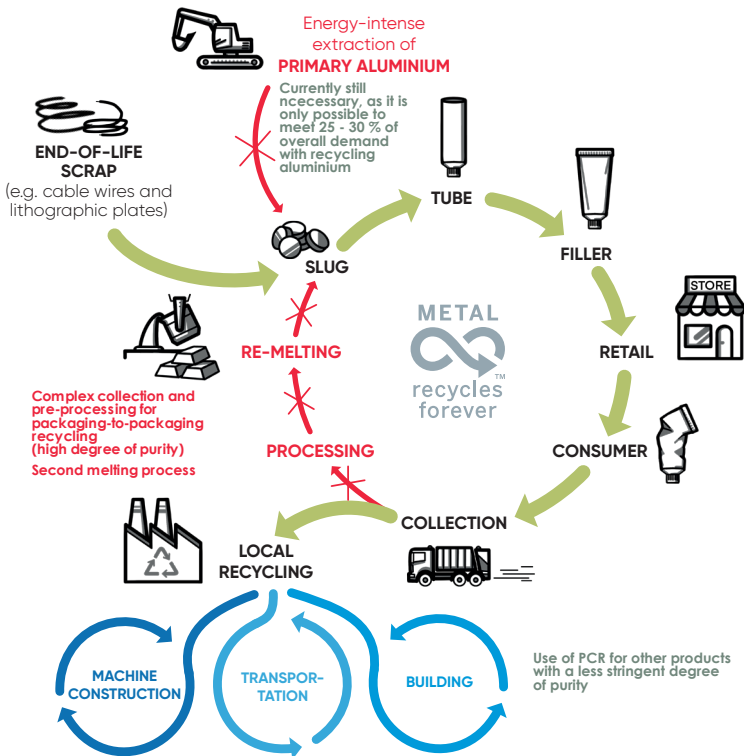 Energy-intense
extraction of
PRIMARY ALUMINIUM
Currently still
ncecessary, as it is
only possible to
meet 25 - 30 % of
overall demand
with recycling
aluminium
END-OF-LIFE
SCRAP
(e.g. cable wires and
lithographic plates)
TUBE
SLUG
FILLER
STORE
RETAIL
METAL
TM
recycles
forever
RE-MELTING
Complex collection and
pre-processing for
packaging-to-packaging
recycling
(high degree of purity)
Second melting process
PROCESSING
CONSUMER
COLLECTION
LOCAL
RECYCLING
MACHINE
CONSTRUCTION
TRANSPOR-
TATION
BUILDING
Use of PCR for other products
with a less stringent degree
of purity